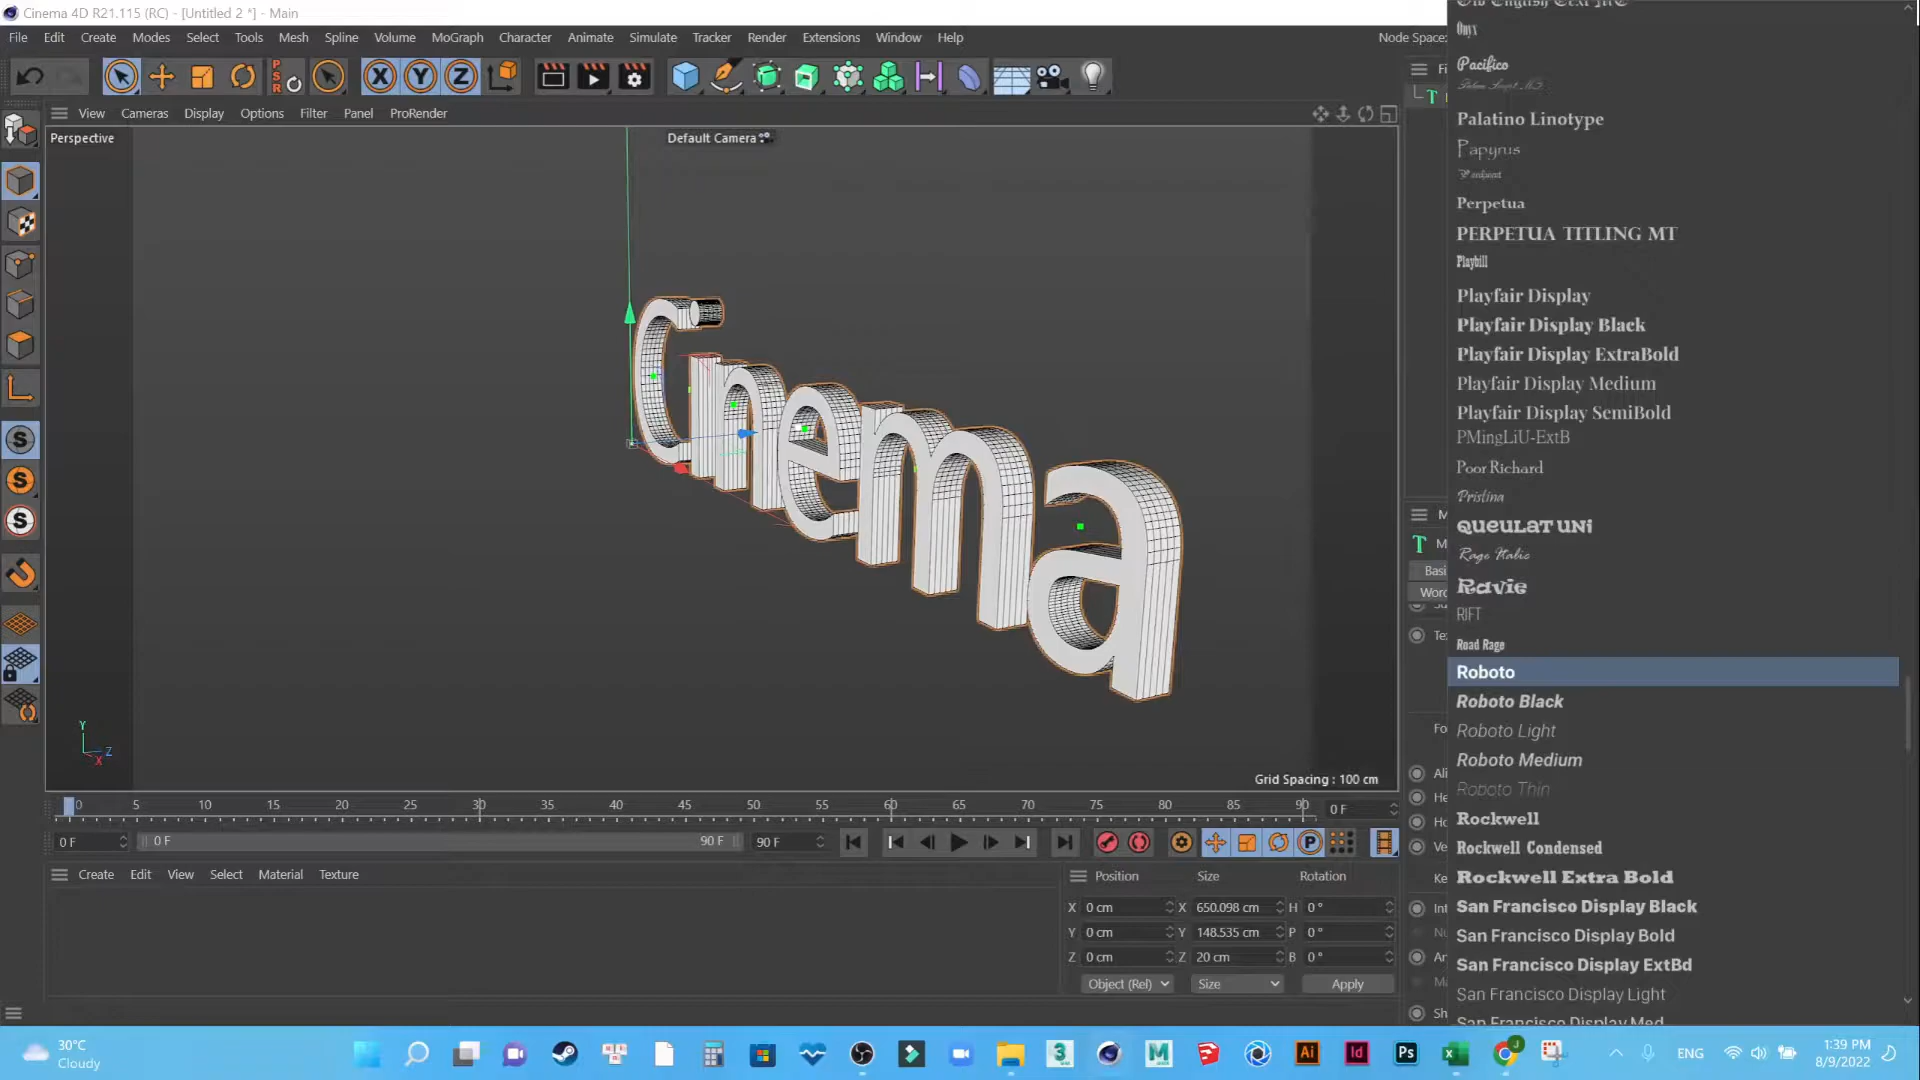 Cinema 4D R21.115 (RC) - [Untitled 2 *] - Main
File Edit Create Modes Select Tools Mesh Spline Volume MoGraph Character Animate Simulate Tracker Render Extensions Window Help
Node Space:
X Y Z
View Cameras Display Options Filter Panel ProRender
Perspective
Default Camera
Cinema
Y
Z
X
Grid Spacing : 100 cm
0 5 10 15 20 25 30 35 40 45 50 55 60 65 70 75 80 85 90
0 F
0 F
0 F
90 F
90 F
Create Edit View Select Material Texture
Position Size Rotation
X 0 cm X 650.098 cm H 0 °
Y 0 cm Y 148.535 cm P 0 °
Z 0 cm Z 20 cm B 0 °
Object (Rel) Size Apply
Onyx
Pacifico
Palace Script MT
Palatino Linotype
Papyrus
Parchment
Perpetua
PERPETUA TITLING MT
Playbill
Playfair Display
Playfair Display Black
Playfair Display ExtraBold
Playfair Display Medium
Playfair Display SemiBold
PMingLiU-ExtB
Poor Richard
Pristina
Queulat Uni
Rage Italic
Ravie
RIFT
Road Rage
Roboto
Roboto Black
Roboto Light
Roboto Medium
Roboto Thin
Rockwell
Rockwell Condensed
Rockwell Extra Bold
San Francisco Display Black
San Francisco Display Bold
San Francisco Display ExtBd
San Francisco Display Light
San Francisco Display Med
30°C
Cloudy
ENG
1:39 PM
8/9/2022